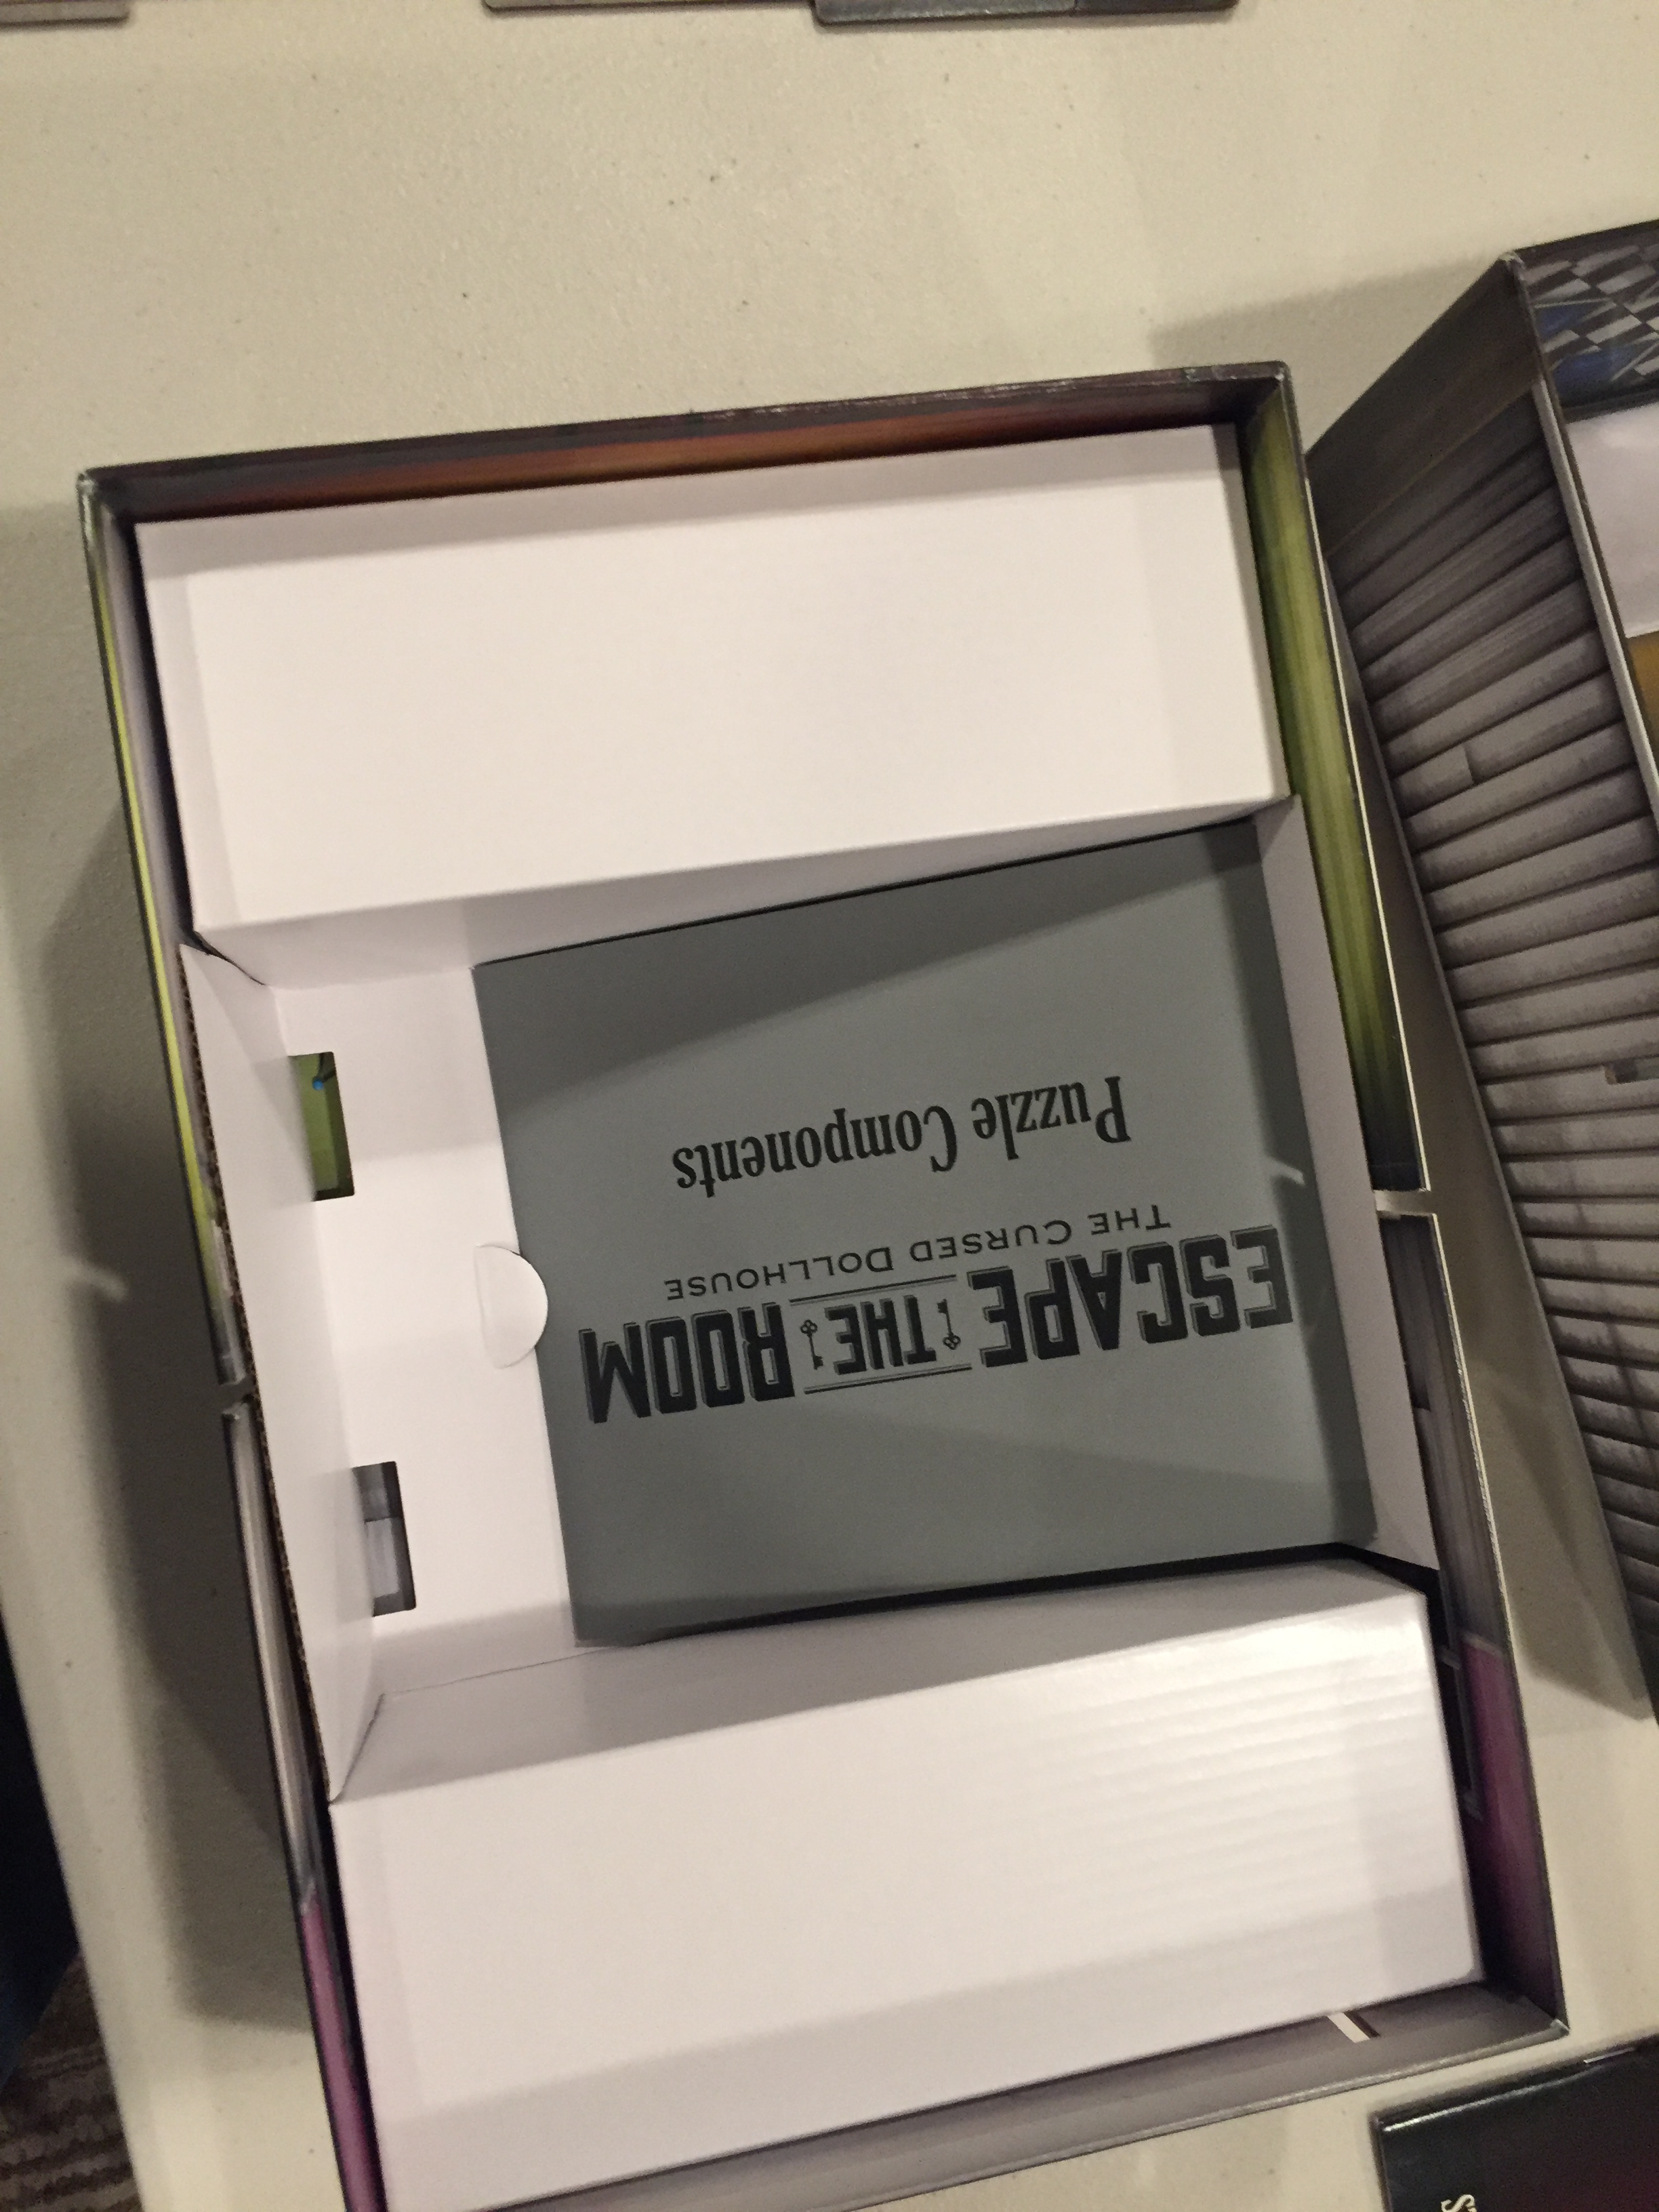 ESCAPE THE ROOM
THE CURSED DOLLHOUSE
Puzzle Components